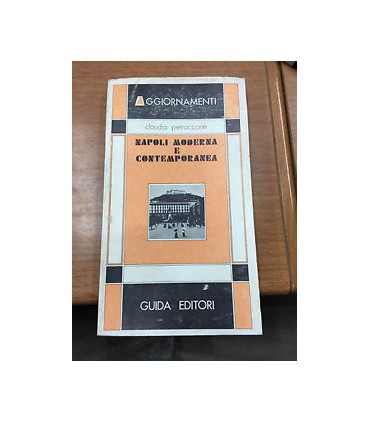 AGGIORNAMENTI
claudia petraccone
NAPOLI MODERNA
E
CONTEMPORANEA
GUIDA EDITORI